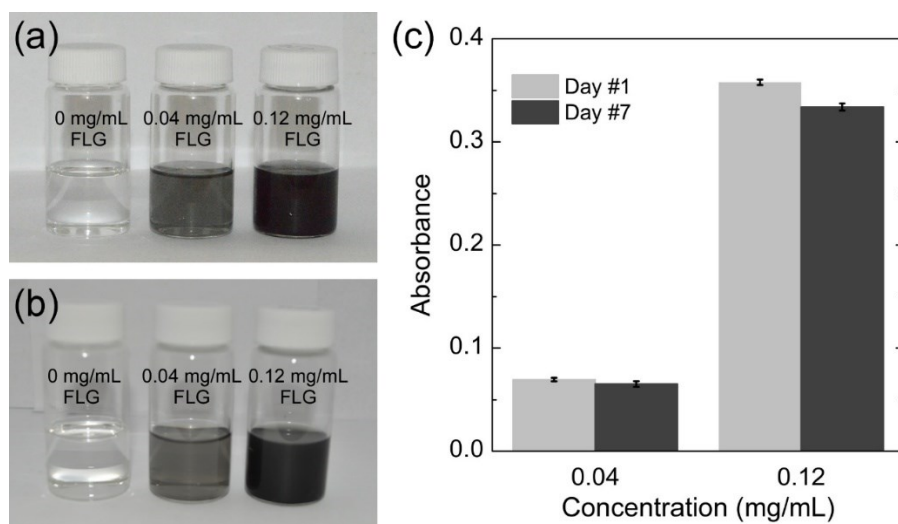 (a)
0 mg/mL
FLG
0.04 mg/mL
FLG
0.12 mg/mL
FLG
(b)
0 mg/mL
FLG
0.04 mg/mL
FLG
0.12 mg/mL
FLG
(c)
Day #1
Day #7
0.4
0.3
0.2
0.1
0.0
Absorbance
0.04
0.12
Concentration (mg/mL)